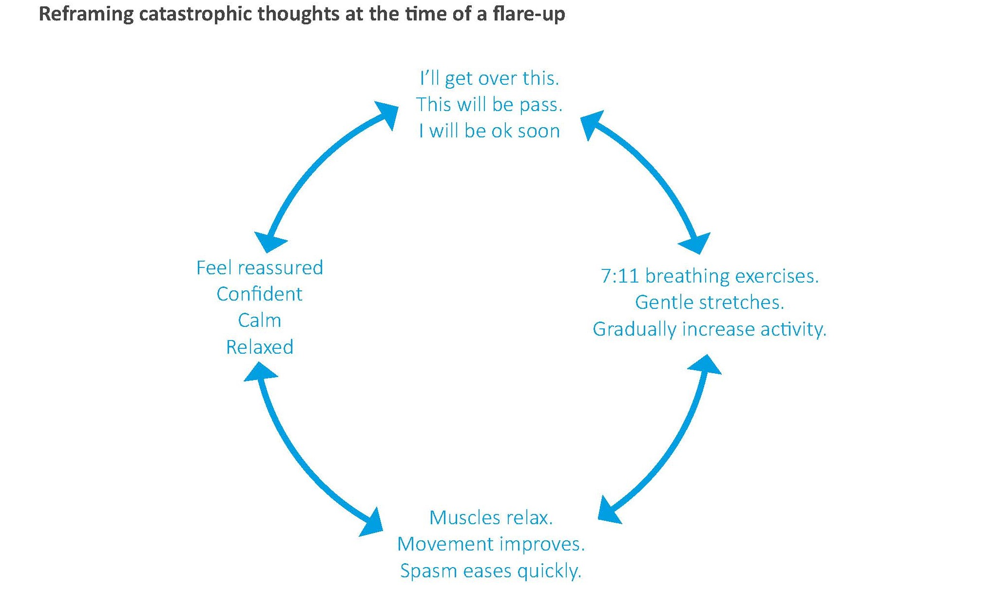 Reframing catastrophic thoughts at the time of a flare-up
I’ll get over this.
This will be pass.
I will be ok soon
Feel reassured
Confident
Calm
Relaxed
7:11 breathing exercises.
Gentle stretches.
Gradually increase activity.
Muscles relax.
Movement improves.
Spasm eases quickly.